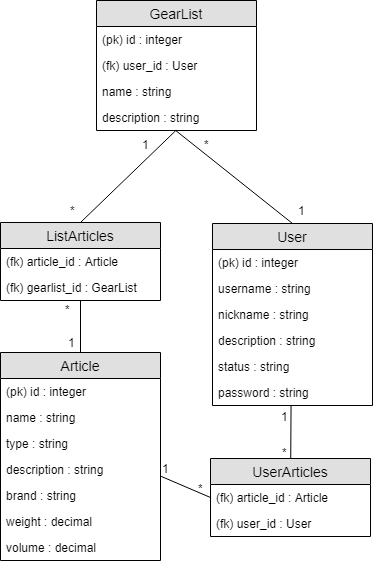 GearList
(pk) id : integer
(fk) user_id : User
name : string
description : string
1
*
*
1
ListArticles
(fk) article_id : Article
(fk) gearlist_id : GearList
*
1
User
(pk) id : integer
username : string
nickname : string
description : string
status : string
password : string
1
*
Article
(pk) id : integer
name : string
type : string
description : string
brand : string
weight : decimal
volume : decimal
1
*
UserArticles
(fk) article_id : Article
(fk) user_id : User